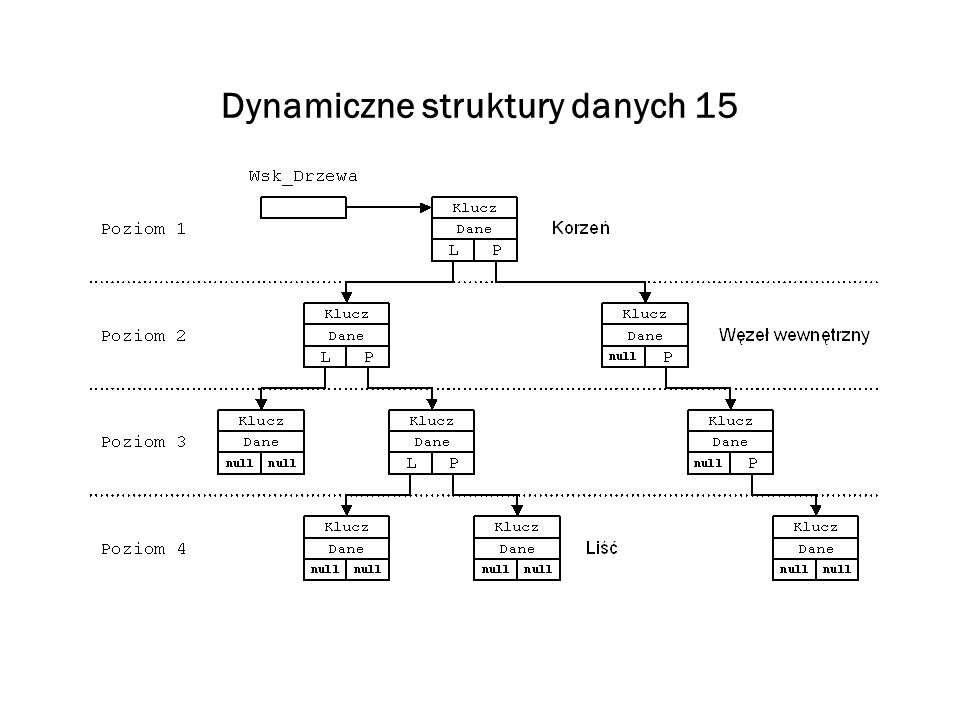 Dynamiczne struktury danych 15
Wsk_Drzewa
Klucz
Poziom 1 Dane Korzeń
L P
Klucz Klucz
Poziom 2 Dane Dane Węzeł wewnętrzny
L P null P
Klucz Klucz Klucz
Poziom 3 Dane Dane Dane
null null L P null P
Klucz Klucz Klucz
Poziom 4 Dane Dane Liść Dane
null null null null null null